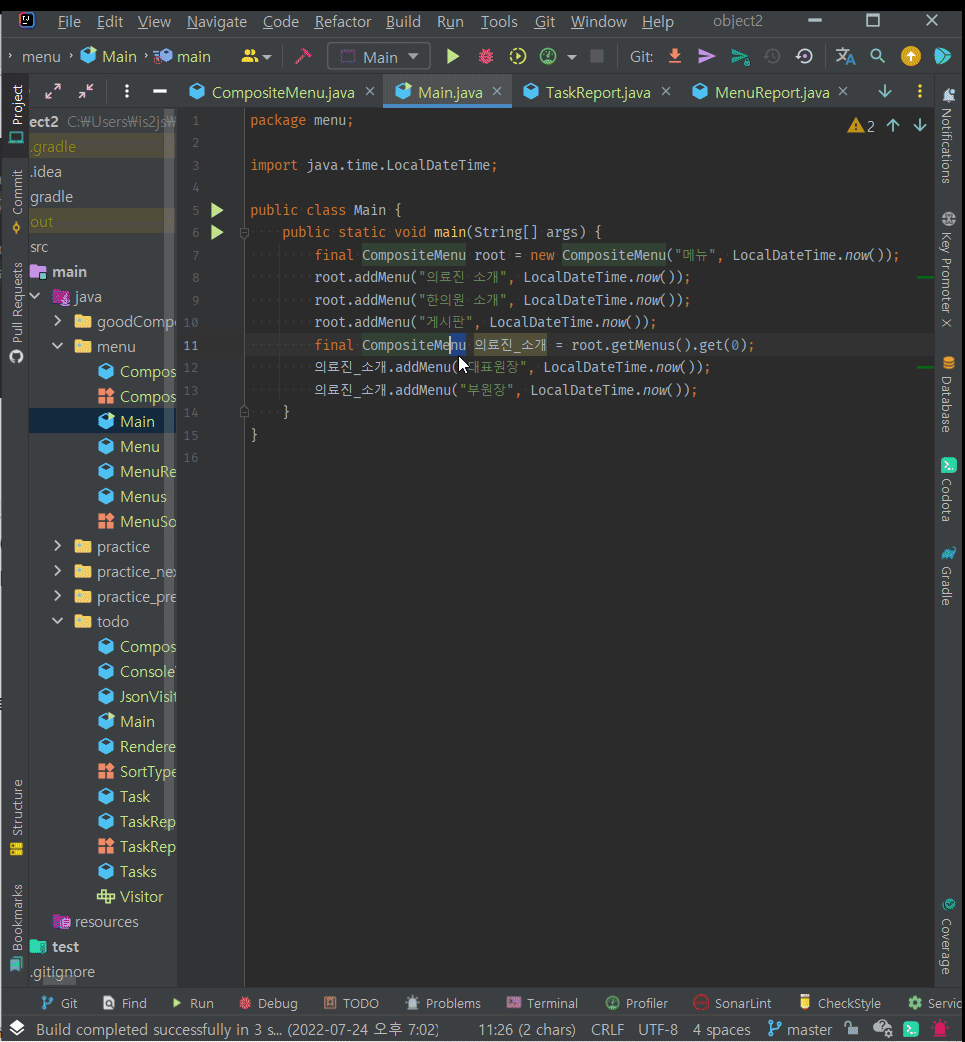 File Edit View Navigate Code Refactor Build Run Tools Git Window Help object2
menu Main main Main Git:
Project
CompositeMenu.java Main.java TaskReport.java MenuReport.java
ect2 C:\Users\is2js\
.gradle
.idea
gradle
out
src
main
java
goodComp
menu
Compos
Compos
Main
Menu
MenuRe
Menus
MenuSo
practice
practice_nex
practice_pre
todo
Compos
Console
JsonVisit
Main
Rendere
SortType
Task
TaskRep
TaskRep
Tasks
Visitor
resources
test
.gitignore
Commit
Pull Requests
Structure
Bookmarks
1 package menu;
2
3 import java.time.LocalDateTime;
4
5 public class Main {
6 public static void main(String[] args) {
7 final CompositeMenu root = new CompositeMenu("메뉴", LocalDateTime.now());
8 root.addMenu("의료진 소개", LocalDateTime.now());
9 root.addMenu("한의원 소개", LocalDateTime.now());
10 root.addMenu("게시판", LocalDateTime.now());
11 final CompositeMenu 의료진_소개 = root.getMenus().get(0);
12 의료진_소개.addMenu("대표원장", LocalDateTime.now());
13 의료진_소개.addMenu("부원장", LocalDateTime.now());
14 }
15 }
16
2
Notifications
Key Promoter X
Database
Codota
Gradle
Coverage
Git Find Run Debug TODO Problems Terminal Profiler SonarLint CheckStyle Servic
Build completed successfully in 3 s... (2022-07-24 오후 7:02) 11:26 (2 chars) CRLF UTF-8 4 spaces master